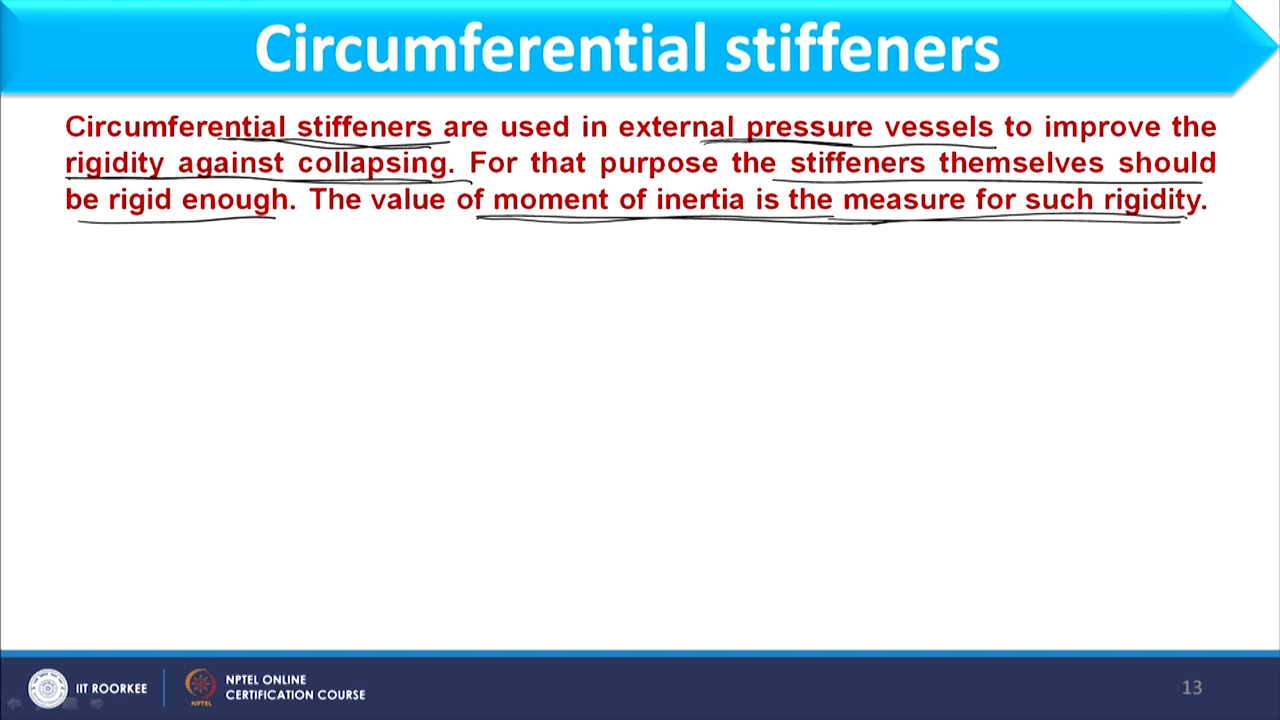 Circumferential stiffeners
Circumferential stiffeners are used in external pressure vessels to improve the
rigidity against collapsing. For that purpose the stiffeners themselves should
be rigid enough. The value of moment of inertia is the measure for such rigidity.
IIT ROORKEE
NPTEL
NPTEL ONLINE
CERTIFICATION COURSE
13